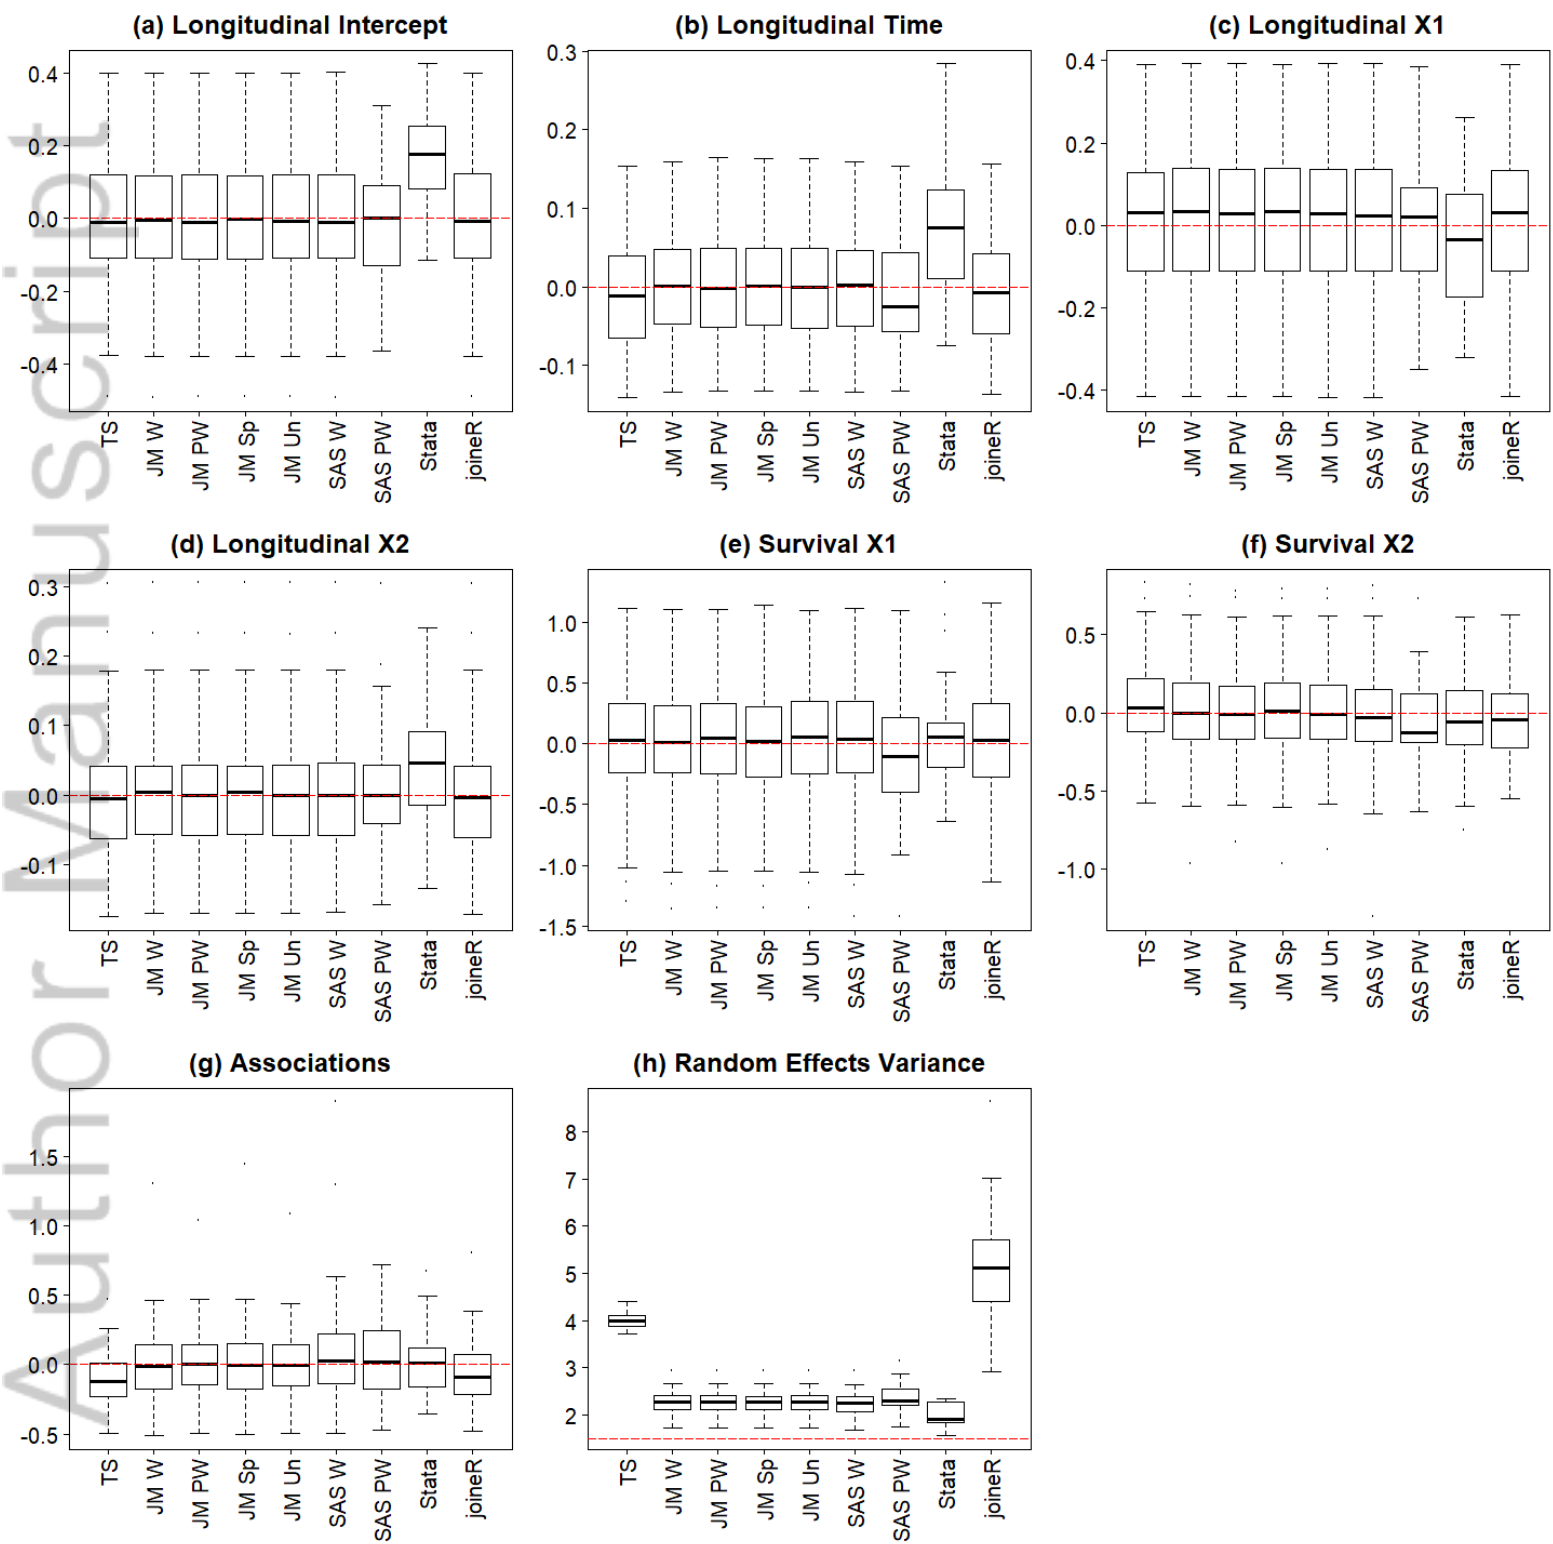 (a) Longitudinal Intercept
0.4
0.2
0.0
-0.2
-0.4
TS
JM W
JM PW
JM Sp
JM Un
SAS W
SAS PW
Stata
joineR
(b) Longitudinal Time
0.3
0.2
0.1
0.0
-0.1
TS
JM W
JM PW
JM Sp
JM Un
SAS W
SAS PW
Stata
joineR
(c) Longitudinal X1
0.4
0.2
0.0
-0.2
-0.4
TS
JM W
JM PW
JM Sp
JM Un
SAS W
SAS PW
Stata
joineR
(d) Longitudinal X2
0.3
0.2
0.1
0.0
-0.1
TS
JM W
JM PW
JM Sp
JM Un
SAS W
SAS PW
Stata
joineR
(e) Survival X1
1.0
0.5
0.0
-0.5
-1.0
-1.5
TS
JM W
JM PW
JM Sp
JM Un
SAS W
SAS PW
Stata
joineR
(f) Survival X2
0.5
0.0
-0.5
-1.0
TS
JM W
JM PW
JM Sp
JM Un
SAS W
SAS PW
Stata
joineR
(g) Associations
1.5
1.0
0.5
0.0
-0.5
TS
JM W
JM PW
JM Sp
JM Un
SAS W
SAS PW
Stata
joineR
(h) Random Effects Variance
8
7
6
5
4
3
2
TS
JM W
JM PW
JM Sp
JM Un
SAS W
SAS PW
Stata
joineR
Author Manuscript